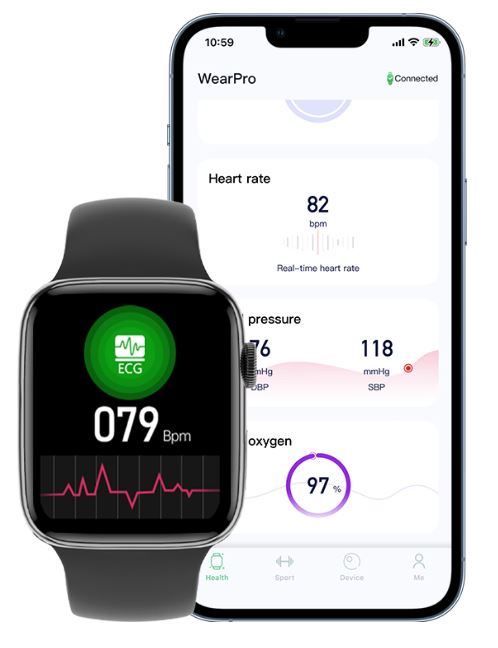 10:59
WearPro
Connected
Heart rate
82
bpm
Real-time heart rate
pressure
76
118
mmHg
mmHg
DBP
SBP
oxygen
97 %
Health
Sport
Device
Me
ECG
079 Bpm